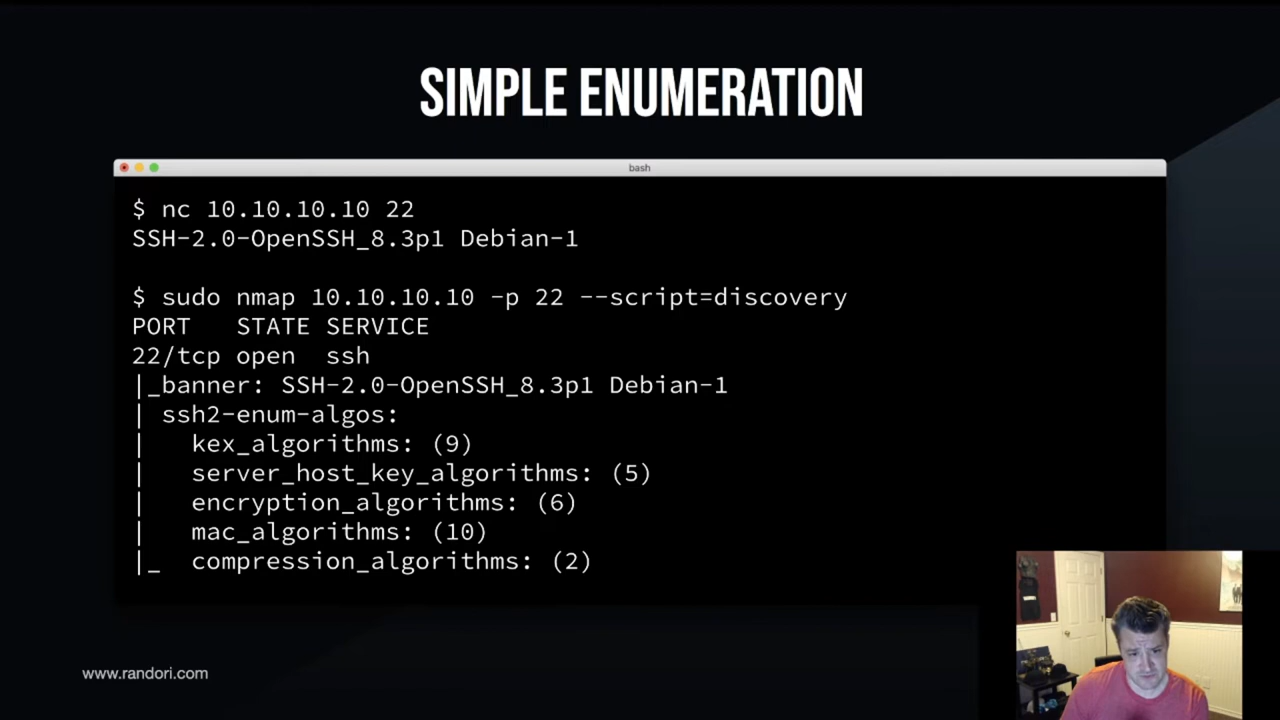 SIMPLE ENUMERATION
bash
$ nc 10.10.10.10 22
SSH-2.0-OpenSSH_8.3p1 Debian-1
$ sudo nmap 10.10.10.10 -p 22 --script=discovery
PORT   STATE SERVICE
22/tcp open  ssh
|_banner: SSH-2.0-OpenSSH_8.3p1 Debian-1
| ssh2-enum-algos:
|   kex_algorithms: (9)
|   server_host_key_algorithms: (5)
|   encryption_algorithms: (6)
|   mac_algorithms: (10)
|_  compression_algorithms: (2)
www.randori.com